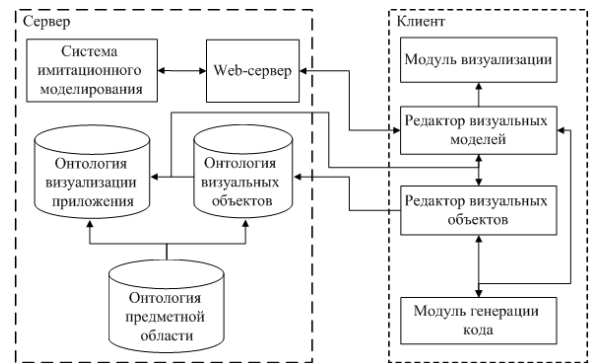 Сервер
Система
имитационного
моделирования
Web-сервер
Онтология
визуализации
приложения
Онтология
визуальных
объектов
Онтология
предметной
области
Клиент
Модуль визуализации
Редактор визуальных
моделей
Редактор визуальных
объектов
Модуль генерации
кода